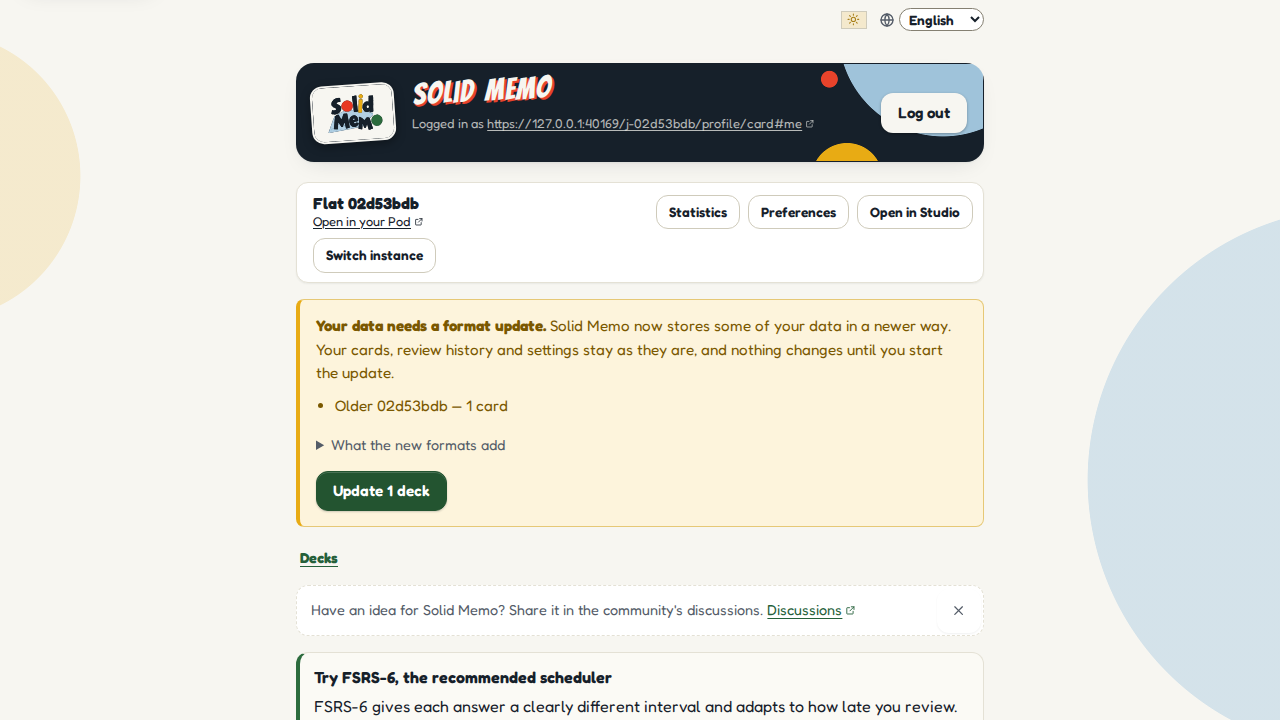 English
Solid Memo
SOLID MEMO
Logged in as https://127.0.0.1:40169/j-02d53bdb/profile/card#me
Log out
Flat 02d53bdb
Open in your Pod
Statistics
Preferences
Open in Studio
Switch instance
Your data needs a format update. Solid Memo now stores some of your data in a newer way.
Your cards, review history and settings stay as they are, and nothing changes until you start
the update.
• Older 02d53bdb — 1 card
What the new formats add
Update 1 deck
Decks
Have an idea for Solid Memo? Share it in the community's discussions. Discussions
Try FSRS-6, the recommended scheduler
FSRS-6 gives each answer a clearly different interval and adapts to how late you review.